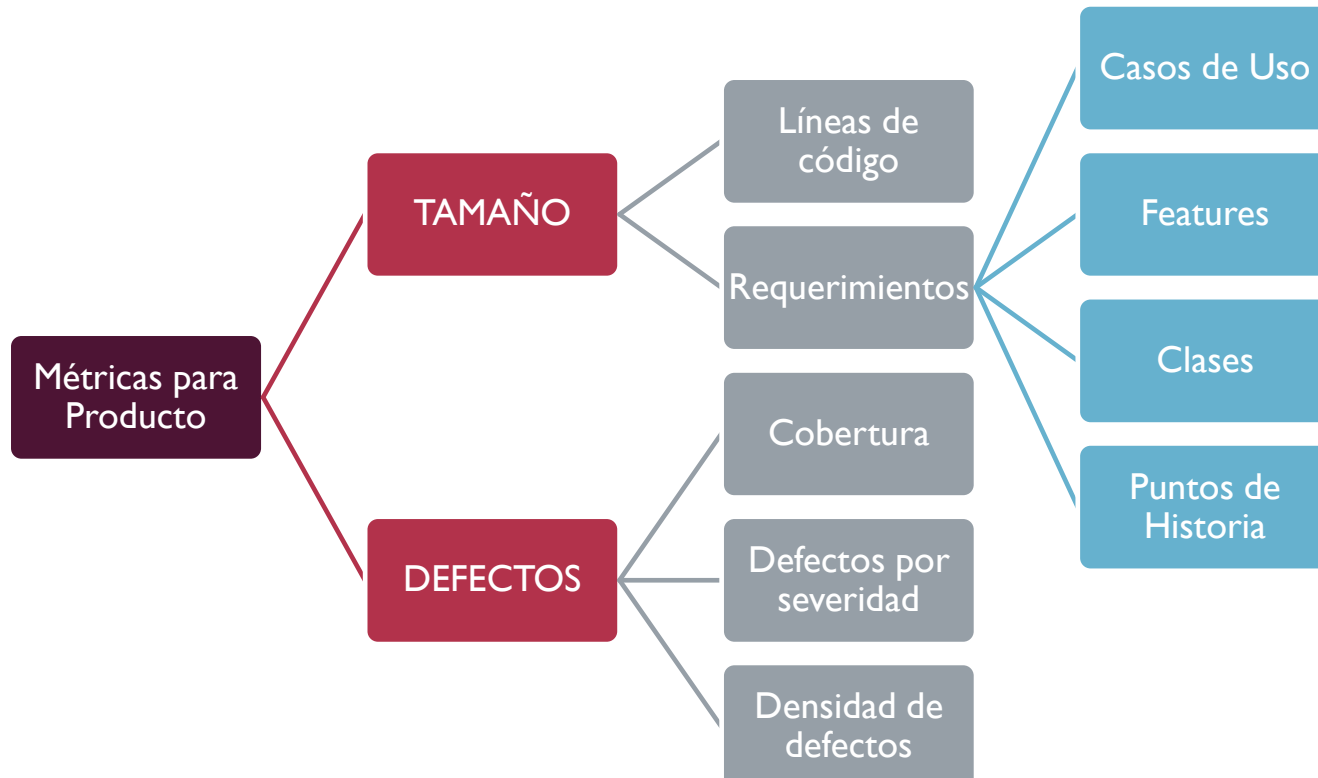 Métricas para
Producto
TAMAÑO
Líneas de
código
Requerimientos
Casos de Uso
Features
Clases
Puntos de
Historia
DEFECTOS
Cobertura
Defectos por
severidad
Densidad de
defectos